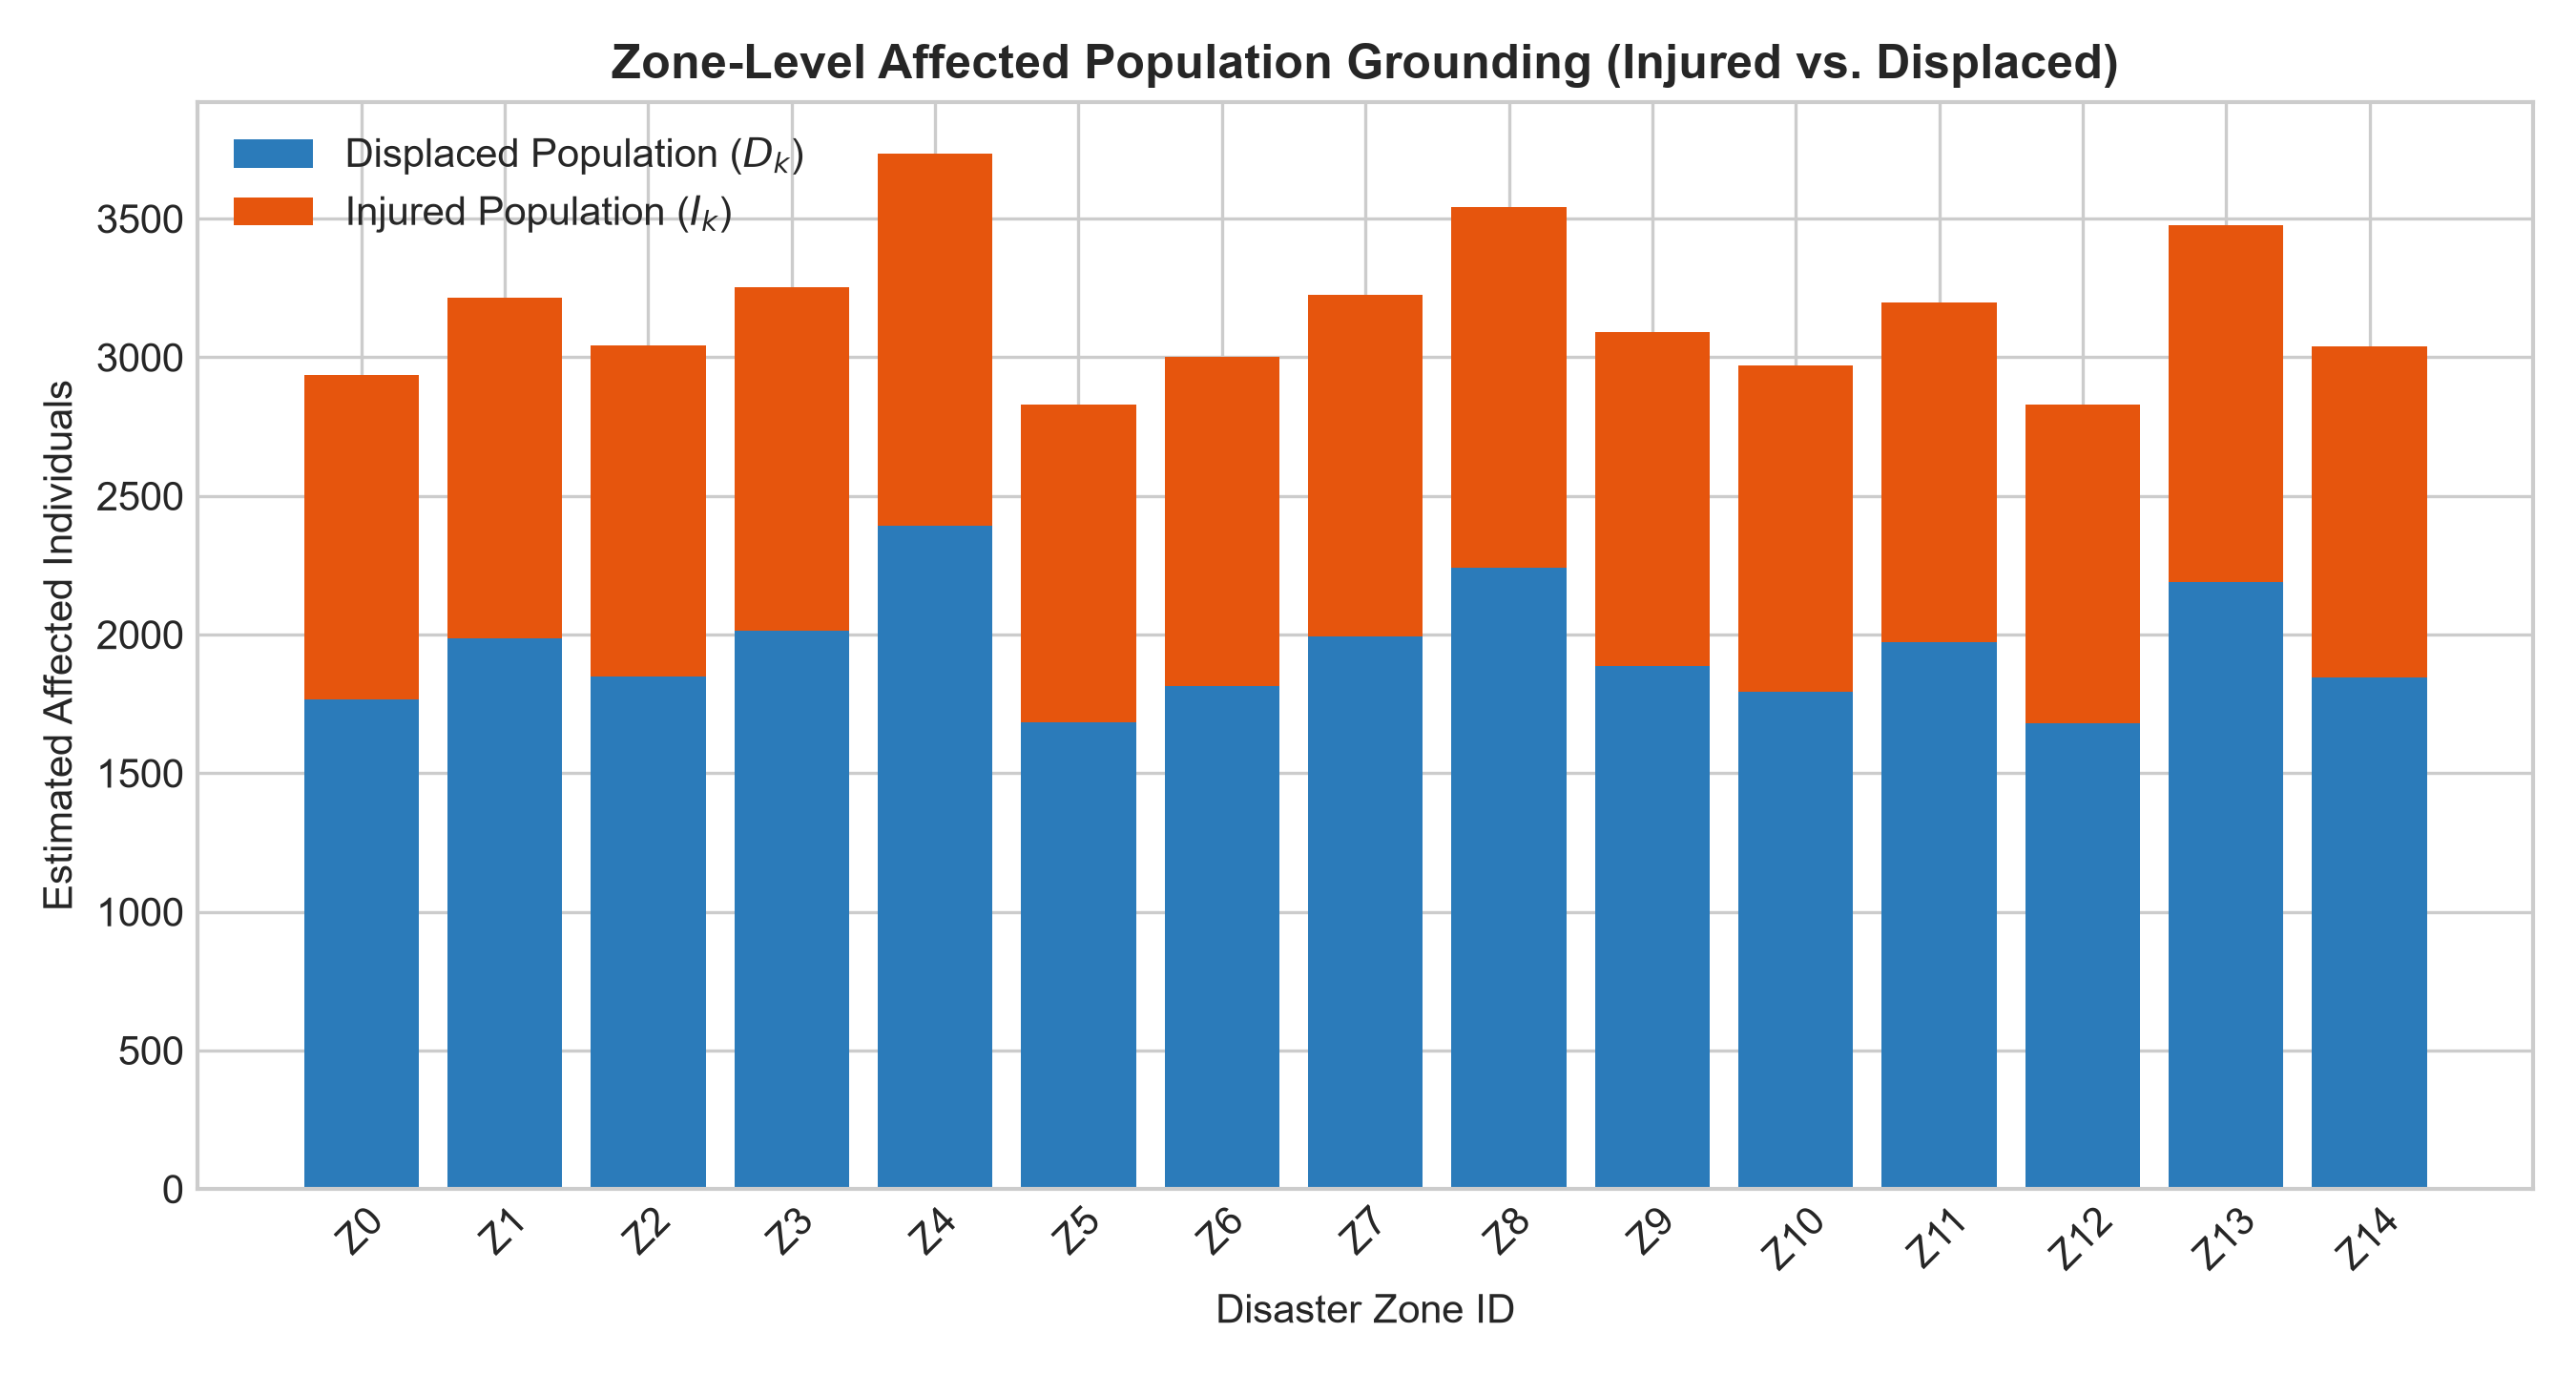 Zone-Level Affected Population Grounding (Injured vs. Displaced)
Displaced Population (Dk)
Injured Population (Ik)
3500
3000
2500
2000
1500
1000
500
0
Estimated Affected Individuals
Z0 Z1 Z2 Z3 Z4 Z5 Z6 Z7 Z8 Z9 Z10 Z11 Z12 Z13 Z14
Disaster Zone ID